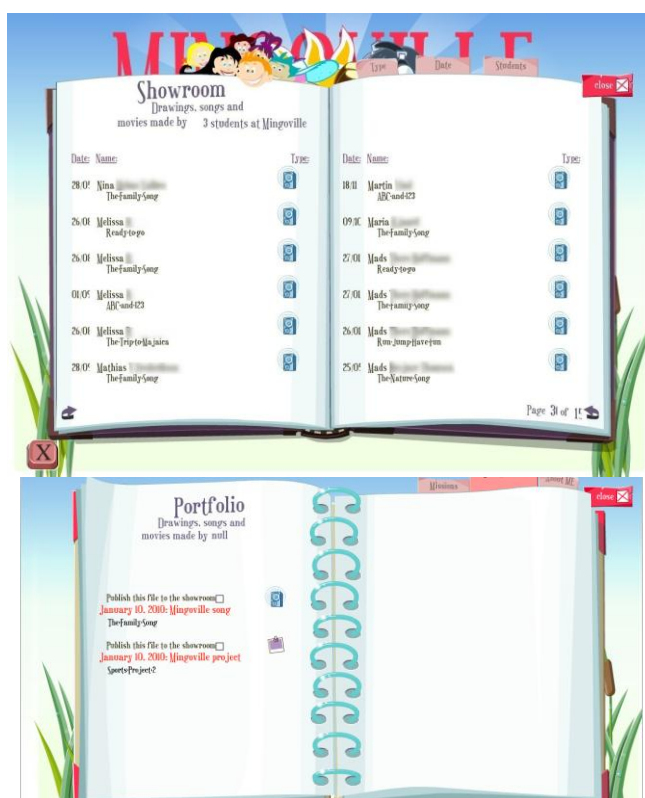 MINGOVILLE
Type
Date
Students
close X
Showroom
Drawings, songs and
movies made by 3 students at Mingoville
Date: Name: Type:
28/0 Nina
The-Family-Song
26/01 Melissa
Ready-to-go
26/01 Melissa
The-Family-Song
01/0 Melissa
ABC-and-123
26/01 Melissa
The-Trip-to-Majaica
28/0 Mathias
The-Family-Song
Date: Name: Type:
18/11 Martin
ABC-and-123
09/1 Maria
The-Family-Song
27/01 Mads
Ready-to-go
27/01 Mads
The-Family-Song
26/01 Mads
Run-Jump-Have-Fun
25/0 Mads
The-Nature-Song
Page 31 of 15
X
Missions
About ME
close X
Portfolio
Drawings, songs and
movies made by null
Publish this file to the showroom
January 10, 2010: Mingoville song
The-Family-Song
Publish this file to the showroom
January 10, 2010: Mingoville project
Sports-Project-2